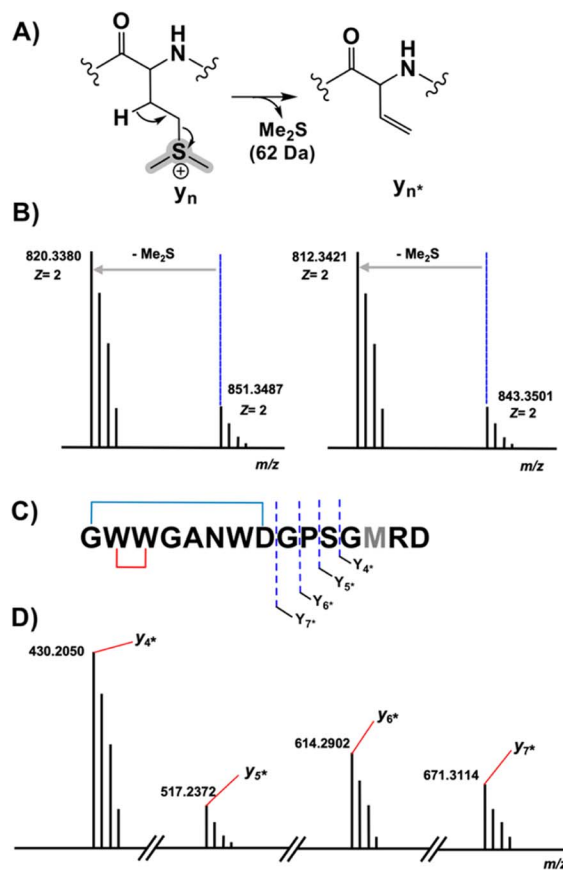 A)
O
H
N
H
S
⊕
yn
Me2S
(62 Da)
O
H
N
yn*
B)
820.3380
Z= 2
- Me2S
851.3487
Z= 2
m/z
812.3421
Z= 2
- Me2S
843.3501
Z= 2
m/z
C)
GWWGANWDGPSGMRD
Y4*
Y5*
Y6*
Y7*
D)
430.2050
y4*
517.2372
y5*
614.2902
y6*
671.3114
y7*
m/z